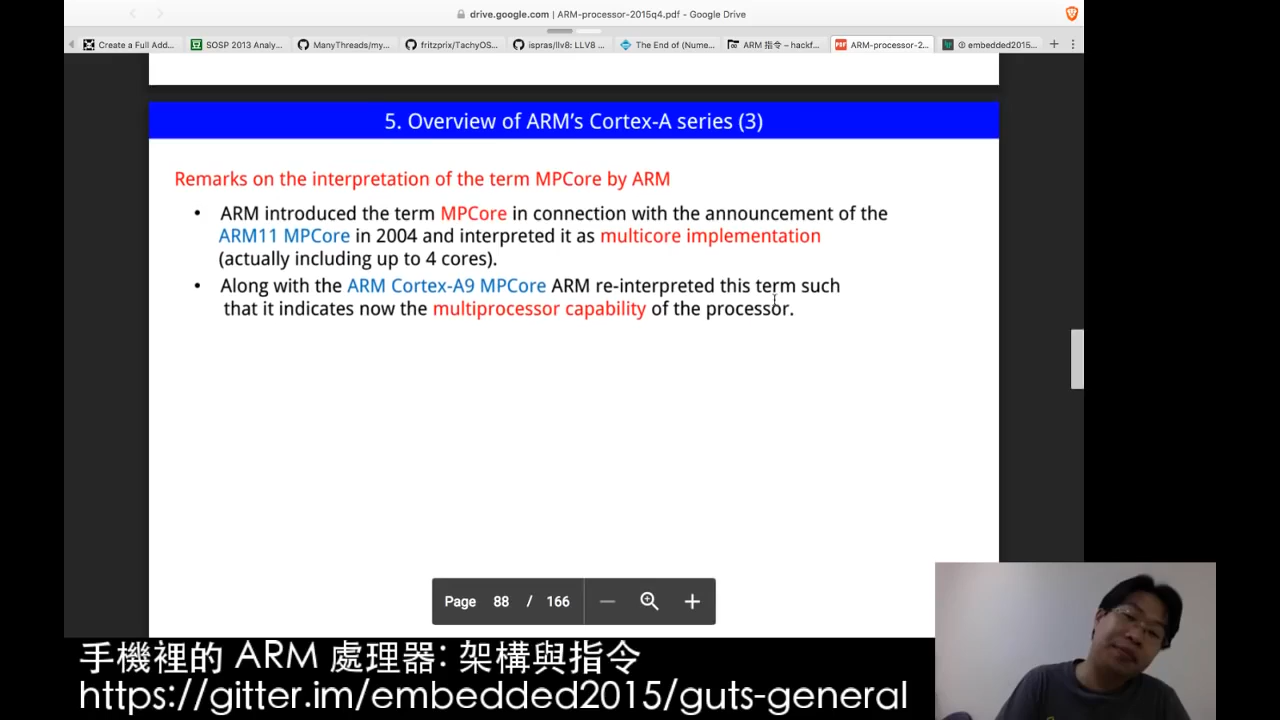 drive.google.com | ARM-processor-2015q4.pdf - Google Drive
Create a Full Add...
SOSP 2013 Analy...
ManyThreads/my...
fritzprix/TachyOS...
ispras/llv8: LLV8 ...
The End of (Nume...
ARM 指令 – hackf...
ARM-processor-2...
embedded2015...
5. Overview of ARM's Cortex-A series (3)
Remarks on the interpretation of the term MPCore by ARM
• ARM introduced the term MPCore in connection with the announcement of the
ARM11 MPCore in 2004 and interpreted it as multicore implementation
(actually including up to 4 cores).
• Along with the ARM Cortex-A9 MPCore ARM re-interpreted this term such
that it indicates now the multiprocessor capability of the processor.
Page 88 / 166
手機裡的 ARM 處理器: 架構與指令
https://gitter.im/embedded2015/guts-general